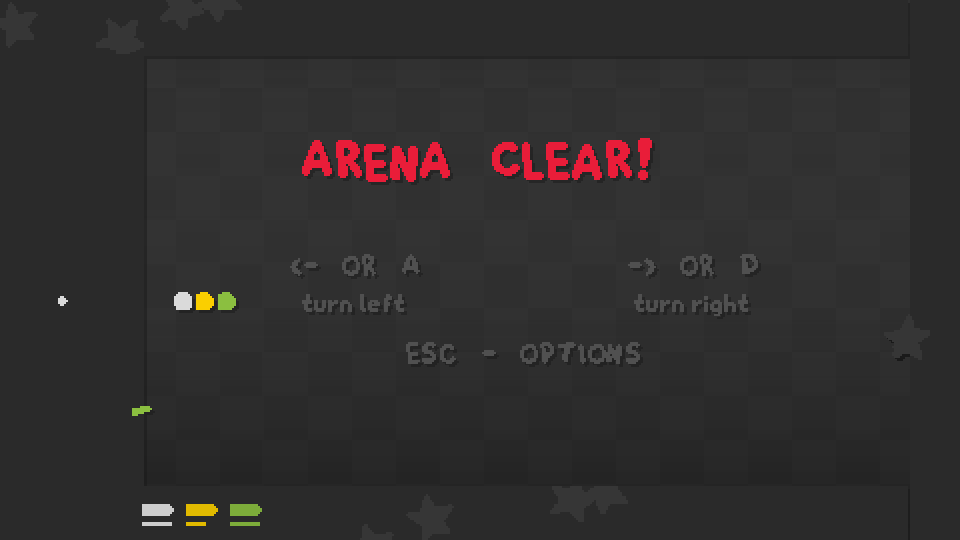 ARENA CLEAR!
<- OR A -> OR D
turn left turn right
ESC - OPTIONS